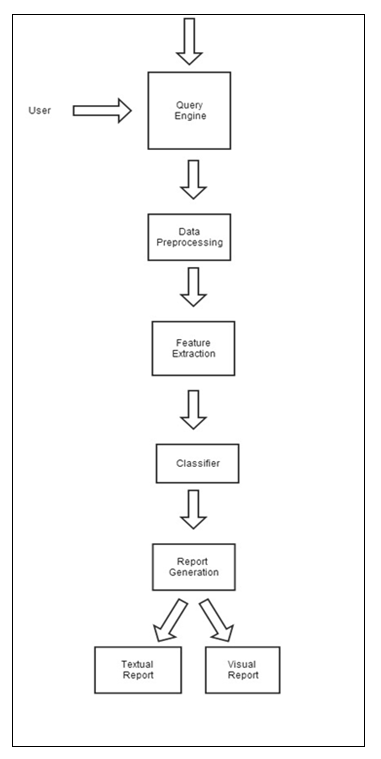 User
Query
Engine
Data
Preprocessing
Feature
Extraction
Classifier
Report
Generation
Textual
Report
Visual
Report